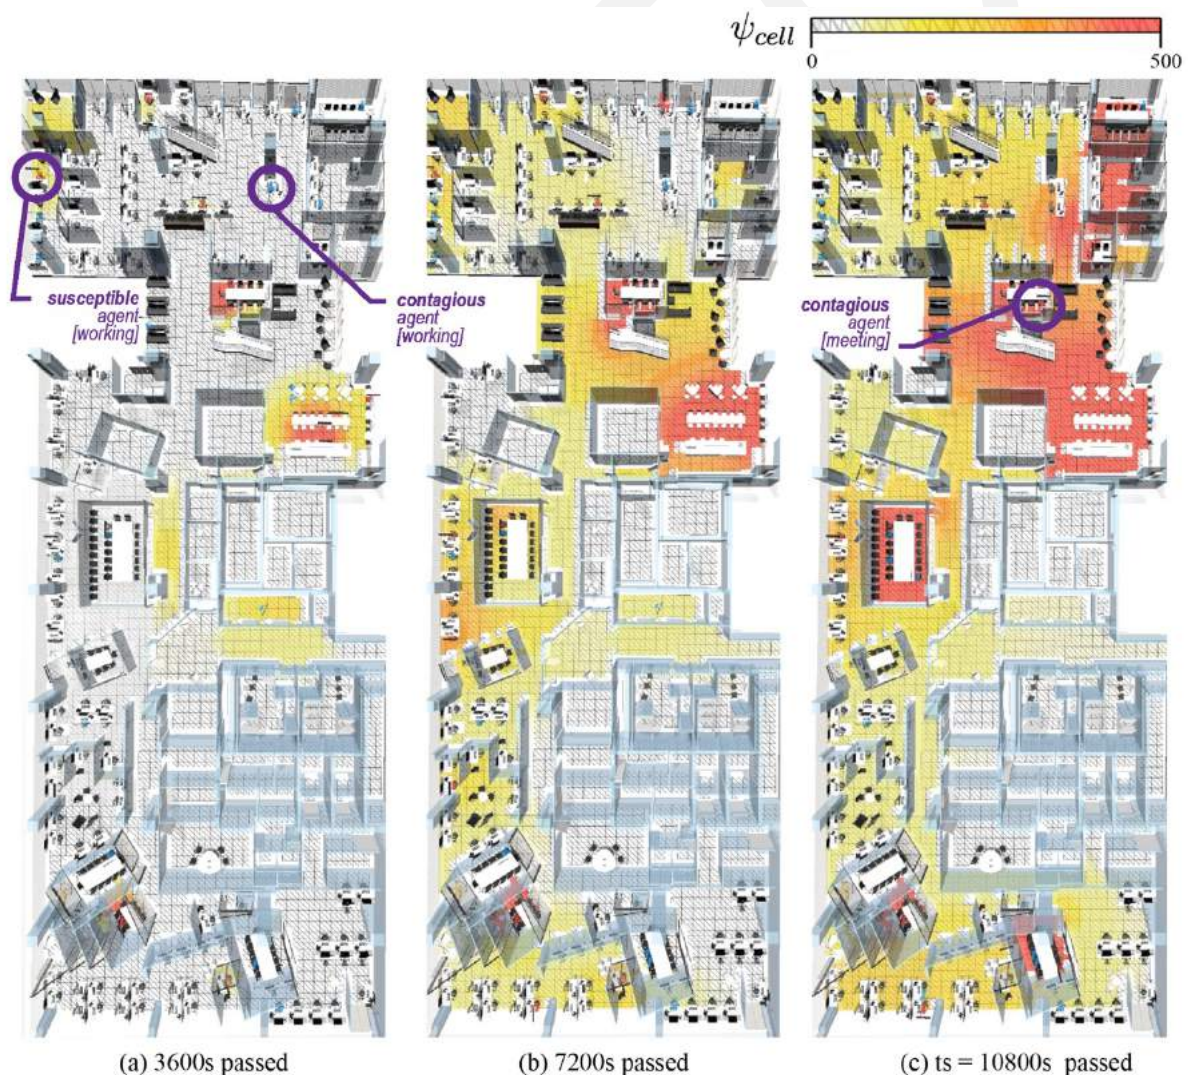 ψcell
0
500
susceptible
agent
[working]
contagious
agent
[working]
contagious
agent
[meeting]
(a) 3600s passed
(b) 7200s passed
(c) ts = 10800s passed